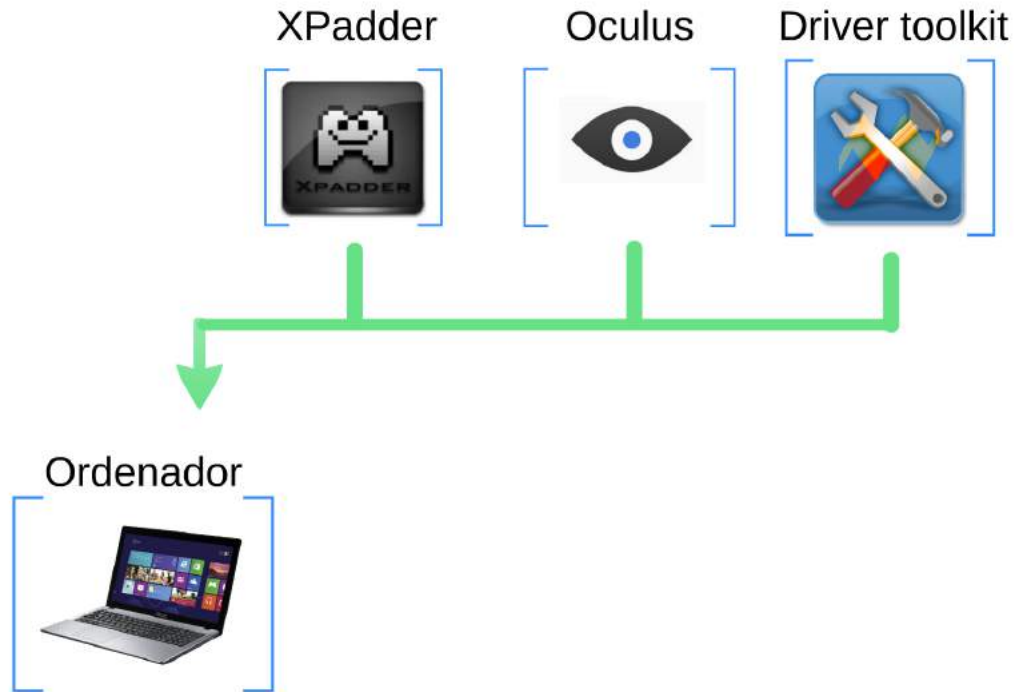 XPadder
Oculus
Driver toolkit
XPADDER
Ordenador